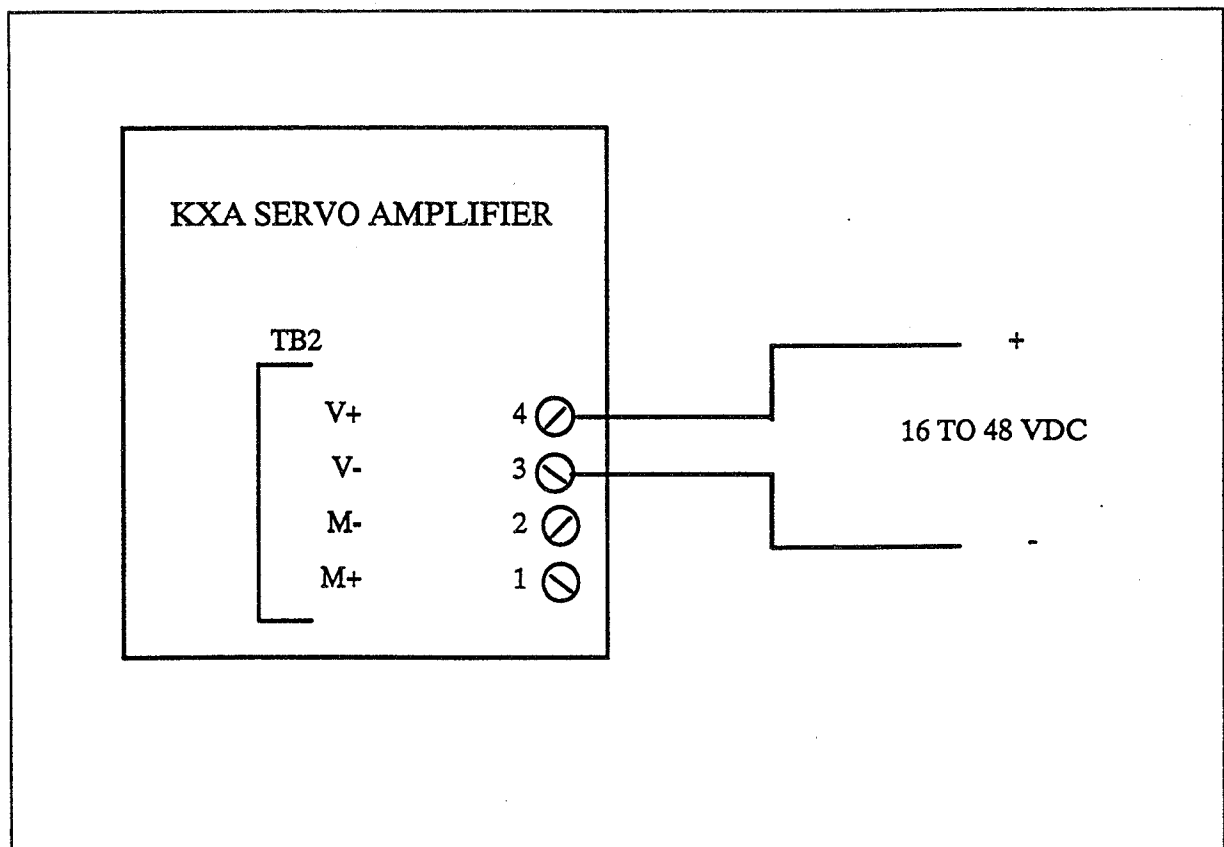 KXA SERVO AMPLIFIER
TB2
V+ 4
V- 3
M- 2
M+ 1
+
16 TO 48 VDC
-